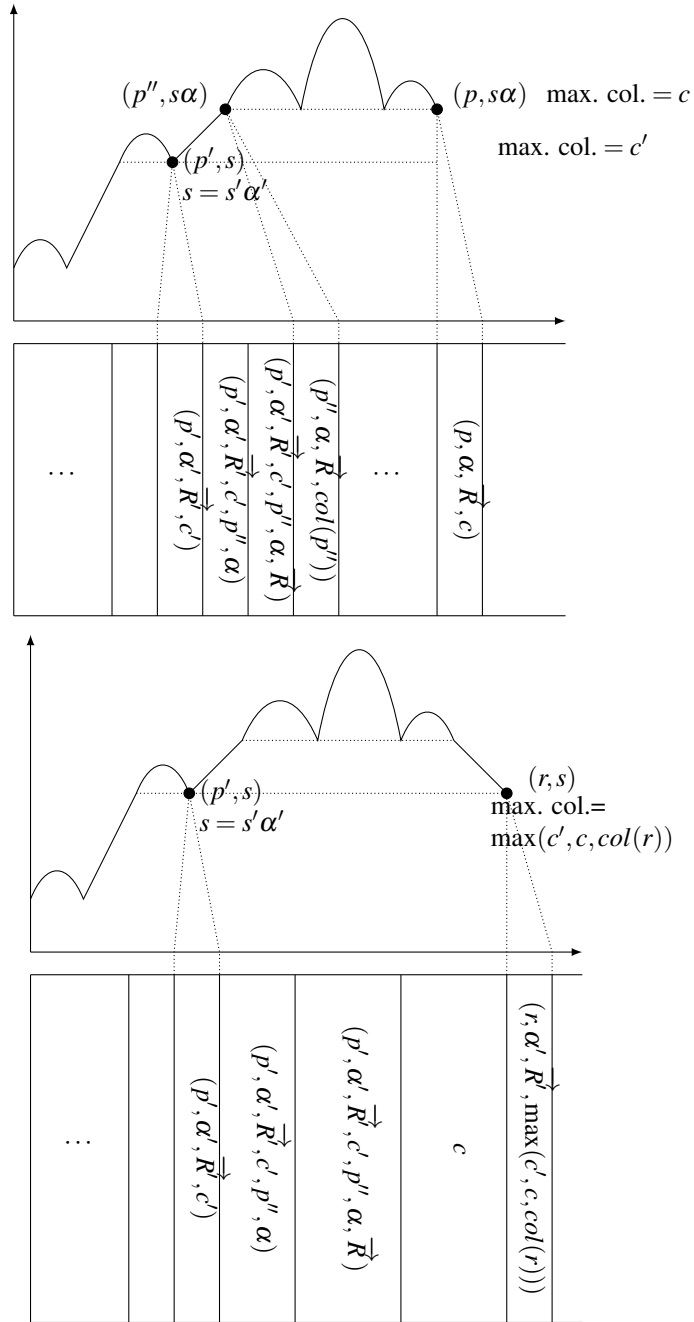 (p″, sα)
(p, sα) max. col. = c
max. col. = c′
(p′, s)
s = s′α′
⋯
(p′, α′, R⃗′, c′)
(p′, α′, R⃗′, c′, p″, α)
(p′, α′, R⃗′, c′, p″, α, R⃗)
(p″, α, R⃗, col(p″))
⋯
(p, α, R⃗, c)
(p′, s)
s = s′α′
(r, s)
max. col.=
max(c′, c, col(r))
⋯
(p′, α′, R⃗′, c′)
(p′, α′, R⃗′, c′, p″, α)
(p′, α′, R⃗′, c′, p″, α, R⃗)
c
(r, α′, R⃗′, max(c′, c, col(r)))